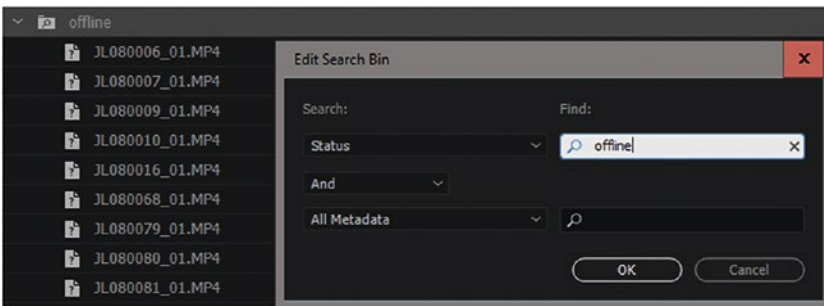 offline
JL080006_01.MP4
JL080007_01.MP4
JL080009_01.MP4
JL080010_01.MP4
JL080016_01.MP4
JL080068_01.MP4
JL080079_01.MP4
JL080080_01.MP4
JL080081_01.MP4
Edit Search Bin
Search: Find:
Status offline
And
All Metadata
OK Cancel